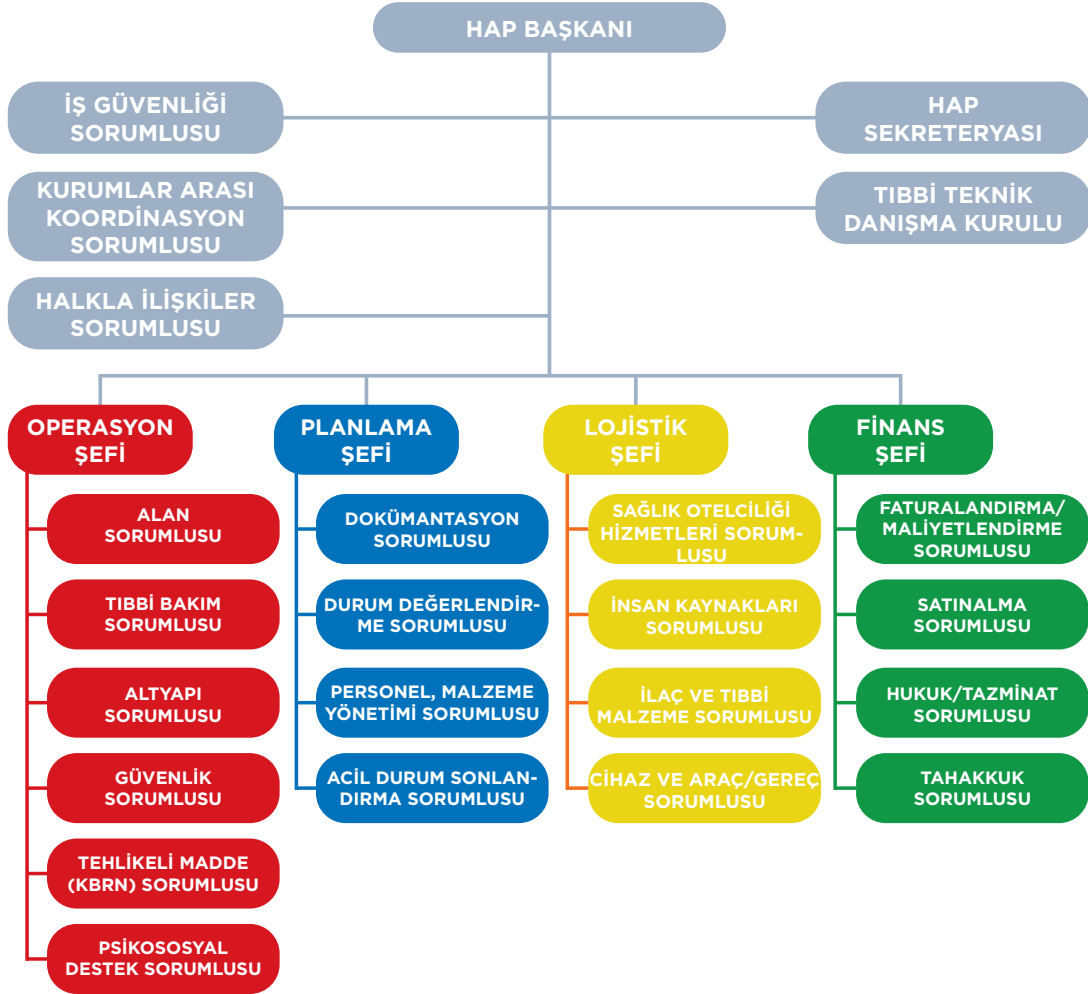 HAP BAŞKANI
İŞ GÜVENLİĞİ
SORUMLUSU
HAP
SEKRETERYASI
KURUMLAR ARASI
KOORDİNASYON
SORUMLUSU
TIBBİ TEKNİK
DANIŞMA KURULU
HALKLA İLİŞKİLER
SORUMLUSU
OPERASYON
ŞEFİ
ALAN
SORUMLUSU
TIBBİ BAKIM
SORUMLUSU
ALTYAPI
SORUMLUSU
GÜVENLİK
SORUMLUSU
TEHLİKELİ MADDE
(KBRN) SORUMLUSU
PSİKOSOSYAL
DESTEK SORUMLUSU
PLANLAMA
ŞEFİ
DOKÜMANTASYON
SORUMLUSU
DURUM DEĞERLENDİR-
ME SORUMLUSU
PERSONEL, MALZEME
YÖNETİMİ SORUMLUSU
ACİL DURUM SONLAN-
DIRMA SORUMLUSU
LOJİSTİK
ŞEFİ
SAĞLIK OTELCİLİĞİ
HİZMETLERİ SORUM-
LUSU
İNSAN KAYNAKLARI
SORUMLUSU
İLAÇ VE TIBBİ
MALZEME SORUMLUSU
CİHAZ VE ARAÇ/GEREÇ
SORUMLUSU
FİNANS
ŞEFİ
FATURALANDIRMA/
MALİYETLENDİRME
SORUMLUSU
SATINALMA
SORUMLUSU
HUKUK/TAZMİNAT
SORUMLUSU
TAHAKKUK
SORUMLUSU